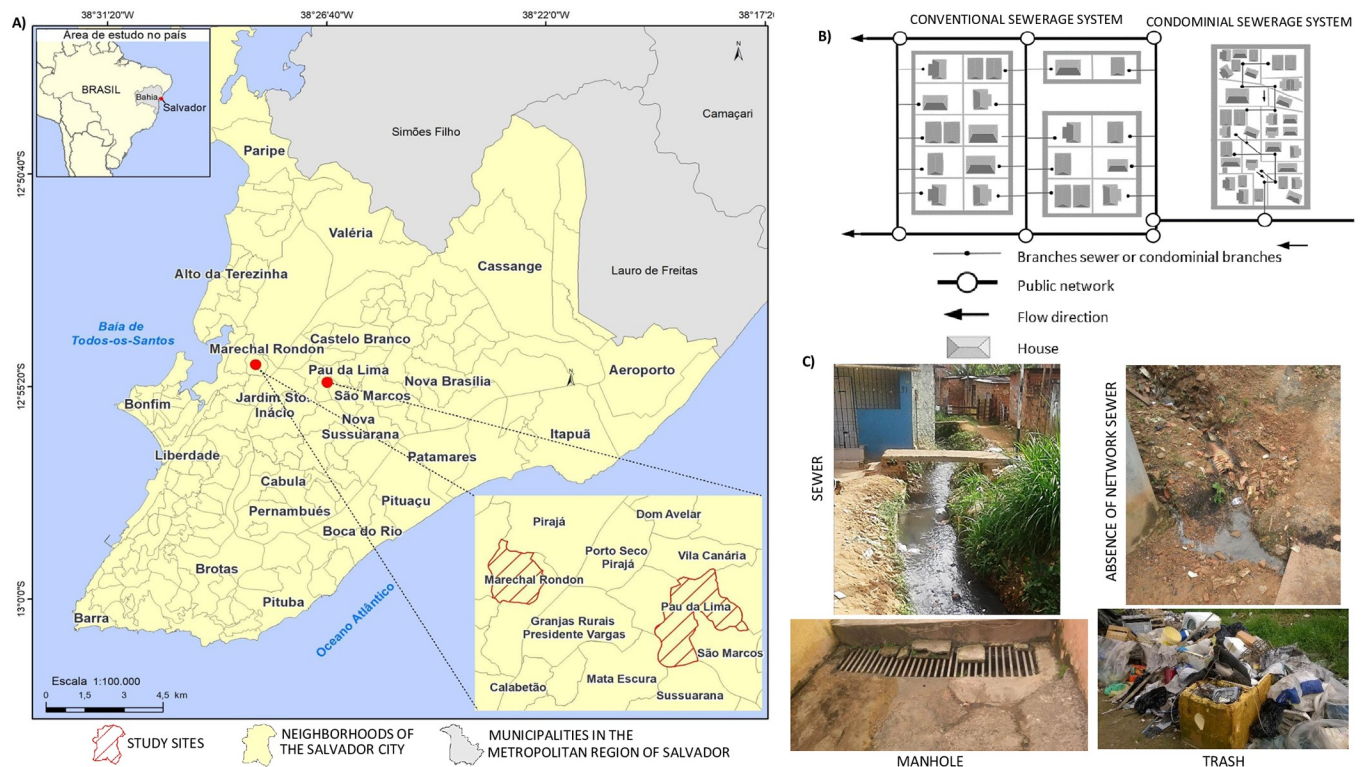 A)
38°31'20"W
38°26'40"W
38°22'0"W
38°17'2
12°50'40"S
12°55'20"S
13°0'0"S
Área de estudo no país
BRASIL
Bahia
Salvador
N
Simões Filho
Camaçari
Lauro de Freitas
Paripe
Valéria
Cassange
Alto da Terezinha
Baía de
Todos-os-Santos
Castelo Branco
Marechal Rondon
Pau da Lima
Nova Brasília
Aeroporto
São Marcos
Jardim Sto.
Inácio
Bonfim
Nova
Sussuarana
Itapuã
Liberdade
Patamares
Cabula
Pituaçu
Pernambués
Boca do Rio
Brotas
Pituba
Barra
Oceano Atlântico
N
Pirajá
Dom Avelar
Porto Seco
Pirajá
Vila Canária
Marechal Rondon
Pau da Lima
Granjas Rurais
Presidente Vargas
São Marcos
Mata Escura
Calabetão
Sussuarana
Escala 1:100.000
0 1,5 3 4,5 km
STUDY SITES
NEIGHBORHOODS OF
THE SALVADOR CITY
MUNICIPALITIES IN THE
METROPOLITAN REGION OF SALVADOR
B)
CONVENTIONAL SEWERAGE SYSTEM
CONDOMINIAL SEWERAGE SYSTEM
Branches sewer or condominial branches
Public network
Flow direction
House
C)
SEWER
ABSENCE OF NETWORK SEWER
MANHOLE
TRASH